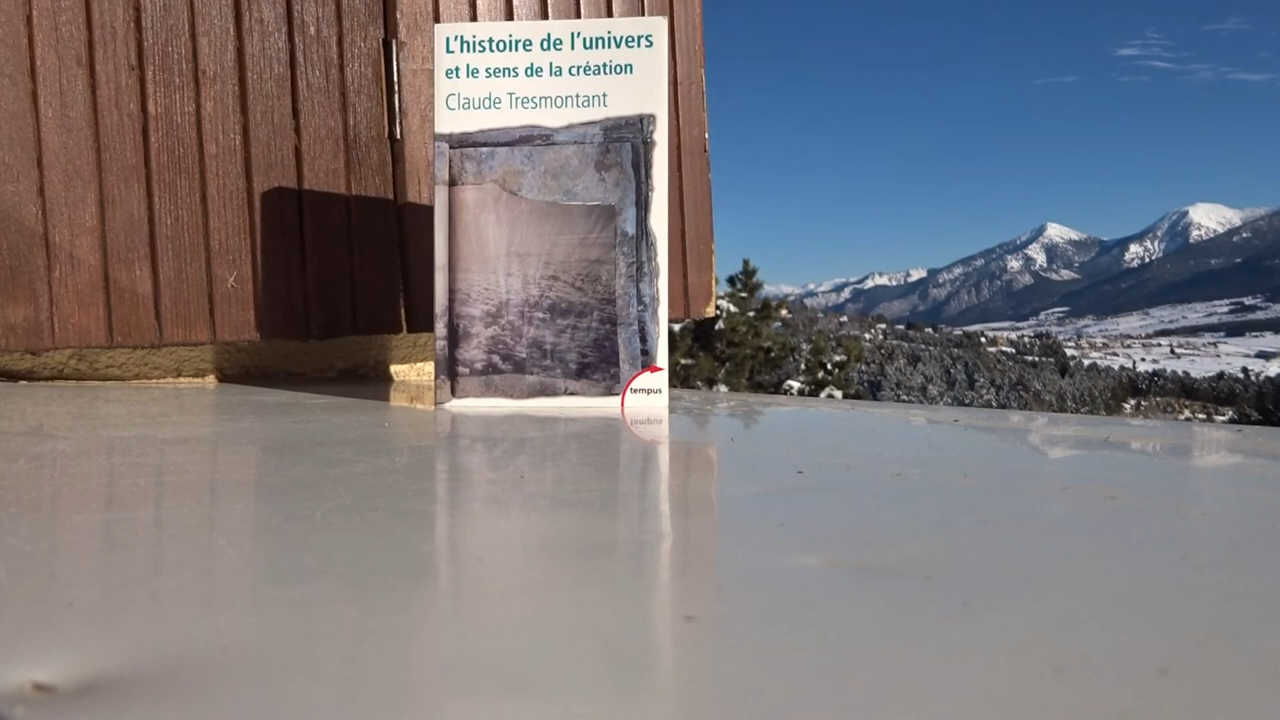 L'histoire de l'univers
et le sens de la création
Claude Tresmontant
tempus